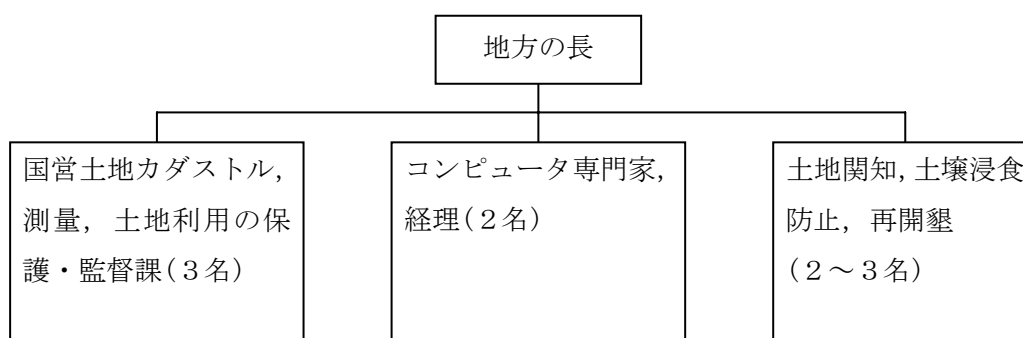 地方の長
国営土地カダストル,
測量, 土地利用の保
護・監督課(3名)
コンピュータ専門家,
経理(2名)
土地関知, 土壌浸食
防止, 再開墾
(2~3名)